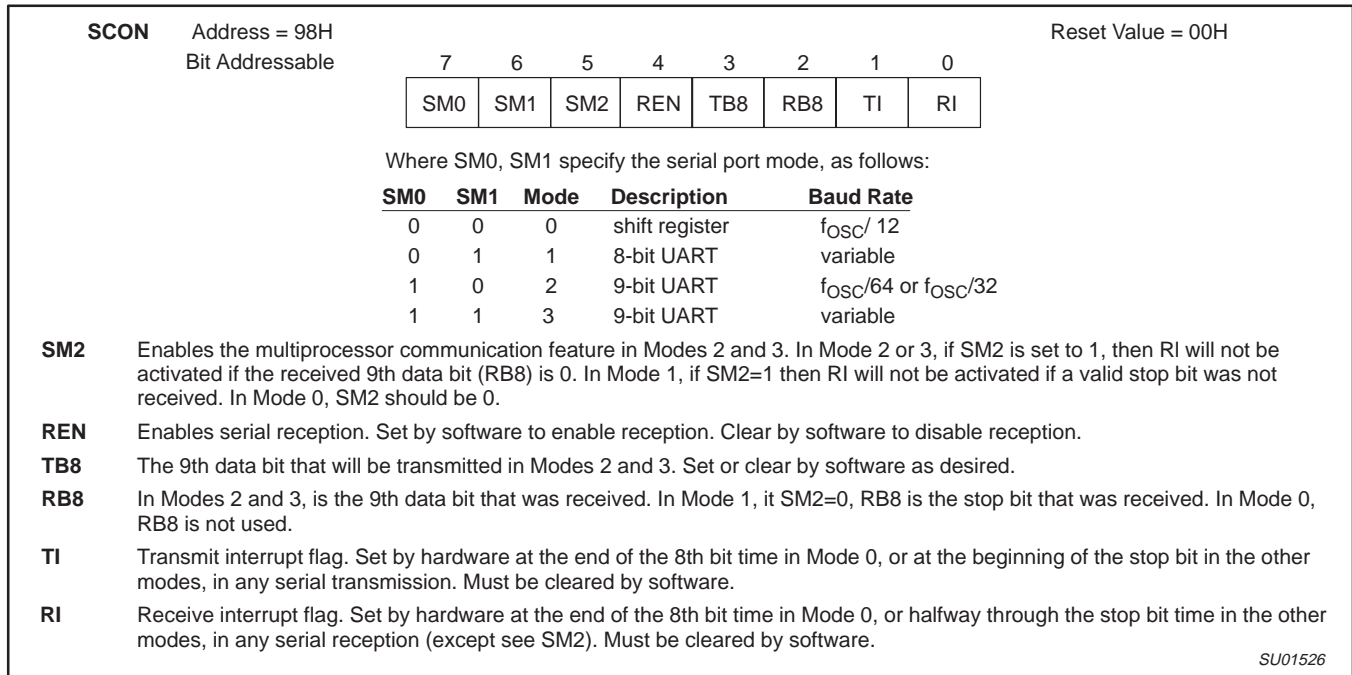 SCON Address = 98H Reset Value = 00H
Bit Addressable 7 6 5 4 3 2 1 0
SM0 SM1 SM2 REN TB8 RB8 TI RI
Where SM0, SM1 specify the serial port mode, as follows:
SM0 SM1 Mode Description Baud Rate
0 0 0 shift register fOSC/ 12
0 1 1 8-bit UART variable
1 0 2 9-bit UART fOSC/64 or fOSC/32
1 1 3 9-bit UART variable
SM2 Enables the multiprocessor communication feature in Modes 2 and 3. In Mode 2 or 3, if SM2 is set to 1, then RI will not be
activated if the received 9th data bit (RB8) is 0. In Mode 1, if SM2=1 then RI will not be activated if a valid stop bit was not
received. In Mode 0, SM2 should be 0.
REN Enables serial reception. Set by software to enable reception. Clear by software to disable reception.
TB8 The 9th data bit that will be transmitted in Modes 2 and 3. Set or clear by software as desired.
RB8 In Modes 2 and 3, is the 9th data bit that was received. In Mode 1, it SM2=0, RB8 is the stop bit that was received. In Mode 0,
RB8 is not used.
TI Transmit interrupt flag. Set by hardware at the end of the 8th bit time in Mode 0, or at the beginning of the stop bit in the other
modes, in any serial transmission. Must be cleared by software.
RI Receive interrupt flag. Set by hardware at the end of the 8th bit time in Mode 0, or halfway through the stop bit time in the other
modes, in any serial reception (except see SM2). Must be cleared by software.
SU01526